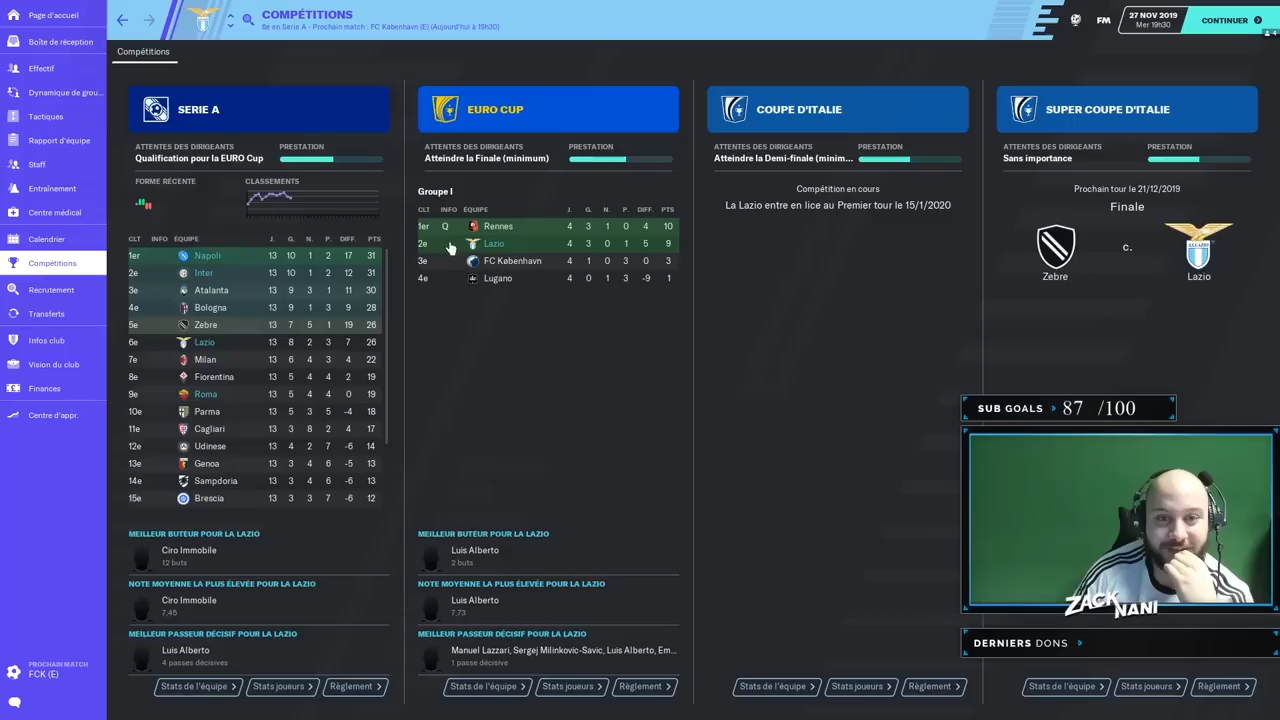 COMPÉTITIONS
6e en Serie A - Prochain match : FC København (E) (Aujourd'hui à 19h30)
FM
27 NOV 2019
Mer 19h30
CONTINUER
4
Page d'accueil
Boîte de réception
Effectif
Dynamique de grou...
Tactiques
Rapport d'équipe
Staff
Entraînement
Centre médical
Calendrier
Compétitions
Recrutement
Transferts
Infos club
Vision du club
Finances
Centre d'appr.
PROCHAIN MATCH
FCK (E)
Compétitions
SERIE A
ATTENTES DES DIRIGEANTS PRESTATION
Qualification pour la EURO Cup
FORME RÉCENTE CLASSEMENTS
CLT INFO ÉQUIPE J. G. N. P. DIFF. PTS
1er Napoli 13 10 1 2 17 31
2e Inter 13 10 1 2 12 31
3e Atalanta 13 9 3 1 11 30
4e Bologna 13 9 1 3 9 28
5e Zebre 13 7 5 1 19 26
6e Lazio 13 8 2 3 7 26
7e Milan 13 6 4 3 4 22
8e Fiorentina 13 5 4 4 2 19
9e Roma 13 5 4 4 0 19
10e Parma 13 5 3 5 -4 18
11e Cagliari 13 3 8 2 4 17
12e Udinese 13 4 2 7 -6 14
13e Genoa 13 3 4 6 -5 13
14e Sampdoria 13 3 4 6 -6 13
15e Brescia 13 3 3 7 -6 12
MEILLEUR BUTEUR POUR LA LAZIO
Ciro Immobile
12 buts
NOTE MOYENNE LA PLUS ÉLEVÉE POUR LA LAZIO
Ciro Immobile
7,45
MEILLEUR PASSEUR DÉCISIF POUR LA LAZIO
Luis Alberto
4 passes décisives
Stats de l'équipe Stats joueurs Règlement
EURO CUP
ATTENTES DES DIRIGEANTS PRESTATION
Atteindre la Finale (minimum)
Groupe I
CLT INFO ÉQUIPE J. G. N. P. DIFF. PTS
1er Q Rennes 4 3 1 0 4 10
2e Lazio 4 3 0 1 5 9
3e FC København 4 1 0 3 0 3
4e Lugano 4 0 1 3 -9 1
MEILLEUR BUTEUR POUR LA LAZIO
Luis Alberto
2 buts
NOTE MOYENNE LA PLUS ÉLEVÉE POUR LA LAZIO
Luis Alberto
7,73
MEILLEUR PASSEUR DÉCISIF POUR LA LAZIO
Manuel Lazzari, Sergej Milinkovic-Savic, Luis Alberto, Em...
1 passe décisive
Stats de l'équipe Stats joueurs Règlement
COUPE D'ITALIE
ATTENTES DES DIRIGEANTS PRESTATION
Atteindre la Demi-finale (minim...
Compétition en cours
La Lazio entre en lice au Premier tour le 15/1/2020
Stats de l'équipe Stats joueurs Règlement
SUPER COUPE D'ITALIE
ATTENTES DES DIRIGEANTS PRESTATION
Sans importance
Prochain tour le 21/12/2019
Finale
c.
Zebre Lazio
SUB GOALS 87 /100
ZACK NANI
DERNIERS DONS
Stats de l'équipe Stats joueurs Règlement